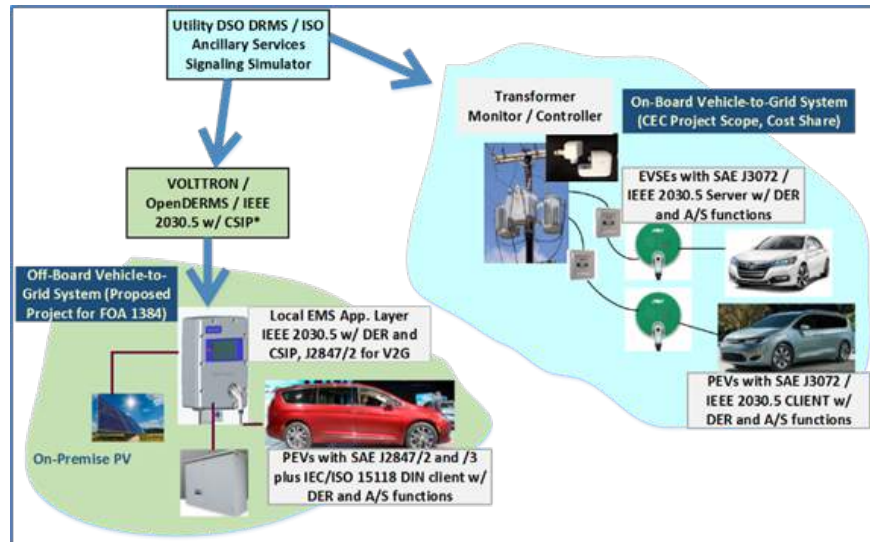 Utility DSO DRMS / ISO
Ancillary Services
Signaling Simulator
Transformer
Monitor / Controller
On-Board Vehicle-to-Grid System
(CEC Project Scope, Cost Share)
EVSEs with SAE J3072 /
IEEE 2030.5 Server w/ DER
and A/S functions
VOLTTRON /
OpenDERMS / IEEE
2030.5 w/ CSIP*
Off-Board Vehicle-to-
Grid System (Proposed
Project for FOA 1384)
Local EMS App. Layer
IEEE 2030.5 w/ DER and
CSIP, J2847/2 for V2G
PEVs with SAE J3072 /
IEEE 2030.5 CLIENT w/
DER and A/S functions
On-Premise PV
PEVs with SAE J2847/2 and /3
plus IEC/ISO 15118 DIN client w/
DER and A/S functions